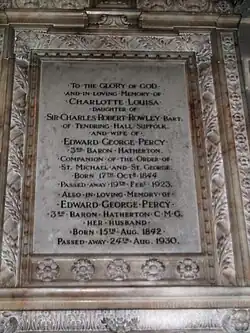 To the Glory of God
and in loving Memory of
Charlotte Louisa
daughter of
Sir Charles Robert Rowley Bart.
of Tendring Hall, Suffolk.
and wife of
Edward George Percy
3rd Baron Hatherton.
Companion of the Order of
St. Michael and St. George.
Born 17th Octr 1844
Passed away 19th Feby 1923.
Also in loving Memory of
Edward George Percy
3rd Baron Hatherton C.M.G.
her husband
Born 15th Aug. 1842
Passed away 24th Aug. 1930.